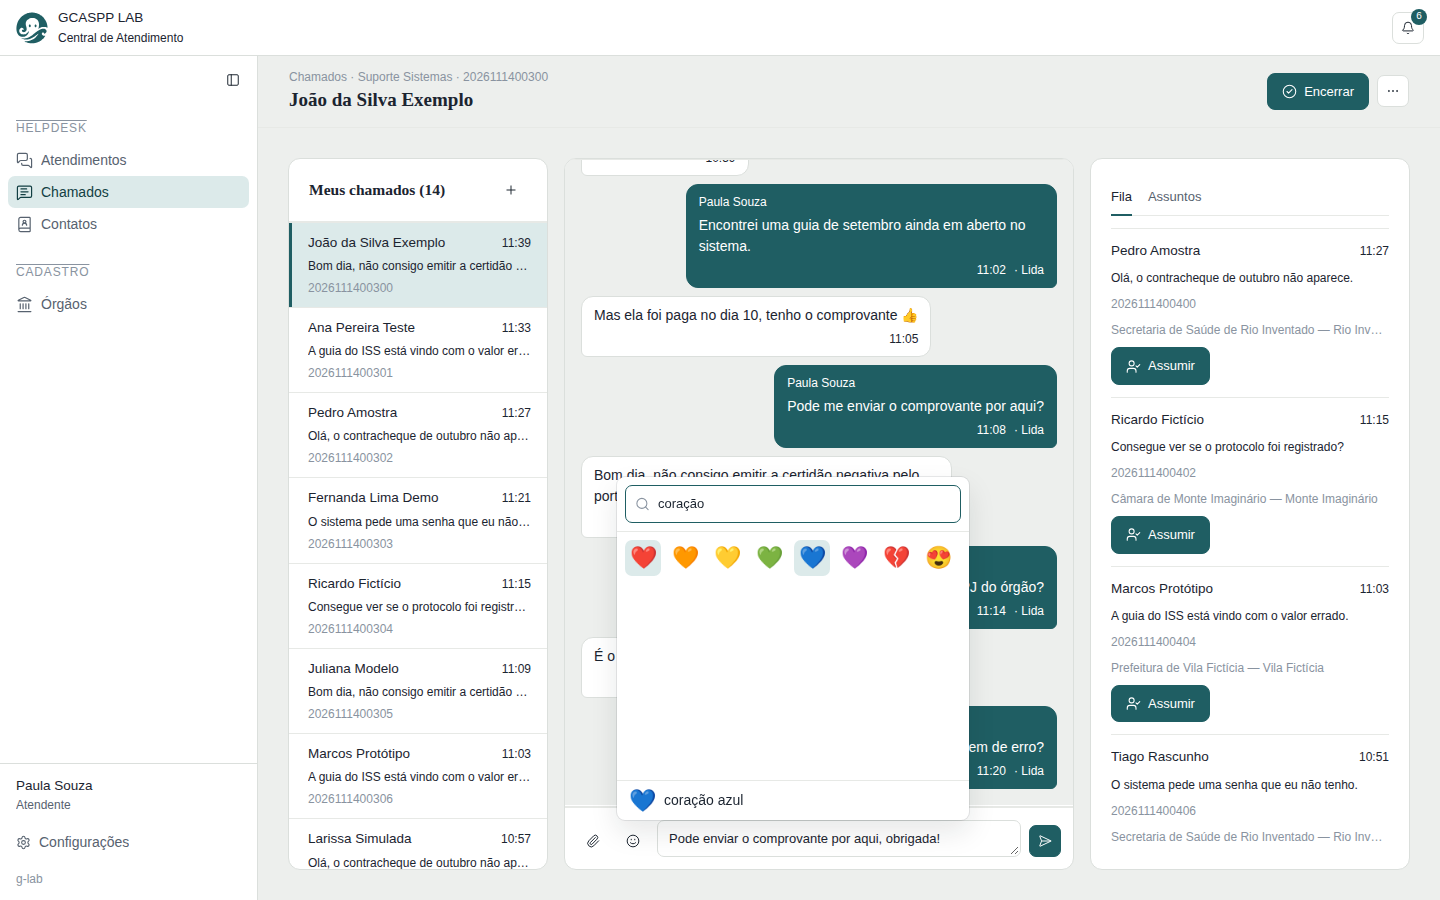 GCASPP LAB
Central de Atendimento
6
HELPDESK
Atendimentos
Chamados
Contatos
CADASTRO
Órgãos
Paula Souza
Atendente
Configurações
g-lab
Chamados · Suporte Sistemas · 2026111400300
João da Silva Exemplo
Encerrar
Meus chamados (14)
João da Silva Exemplo 11:39
Bom dia, não consigo emitir a certidão …
2026111400300
Ana Pereira Teste 11:33
A guia do ISS está vindo com o valor er…
2026111400301
Pedro Amostra 11:27
Olá, o contracheque de outubro não ap…
2026111400302
Fernanda Lima Demo 11:21
O sistema pede uma senha que eu não…
2026111400303
Ricardo Fictício 11:15
Consegue ver se o protocolo foi registr…
2026111400304
Juliana Modelo 11:09
Bom dia, não consigo emitir a certidão …
2026111400305
Marcos Protótipo 11:03
A guia do ISS está vindo com o valor er…
2026111400306
Larissa Simulada 10:57
Olá, o contracheque de outubro não ap…
Paula Souza
Encontrei uma guia de setembro ainda em aberto no
sistema.
11:02 · Lida
Mas ela foi paga no dia 10, tenho o comprovante 👍
11:05
Paula Souza
Pode me enviar o comprovante por aqui?
11:08 · Lida
Bom dia, não consigo emitir a certidão negativa pelo
port
coração
do órgão?
11:14 · Lida
É o
em de erro?
11:20 · Lida
coração azul
Pode enviar o comprovante por aqui, obrigada!
Fila Assuntos
Pedro Amostra 11:27
Olá, o contracheque de outubro não aparece.
2026111400400
Secretaria de Saúde de Rio Inventado — Rio Inv…
Assumir
Ricardo Fictício 11:15
Consegue ver se o protocolo foi registrado?
2026111400402
Câmara de Monte Imaginário — Monte Imaginário
Assumir
Marcos Protótipo 11:03
A guia do ISS está vindo com o valor errado.
2026111400404
Prefeitura de Vila Fictícia — Vila Fictícia
Assumir
Tiago Rascunho 10:51
O sistema pede uma senha que eu não tenho.
2026111400406
Secretaria de Saúde de Rio Inventado — Rio Inv…